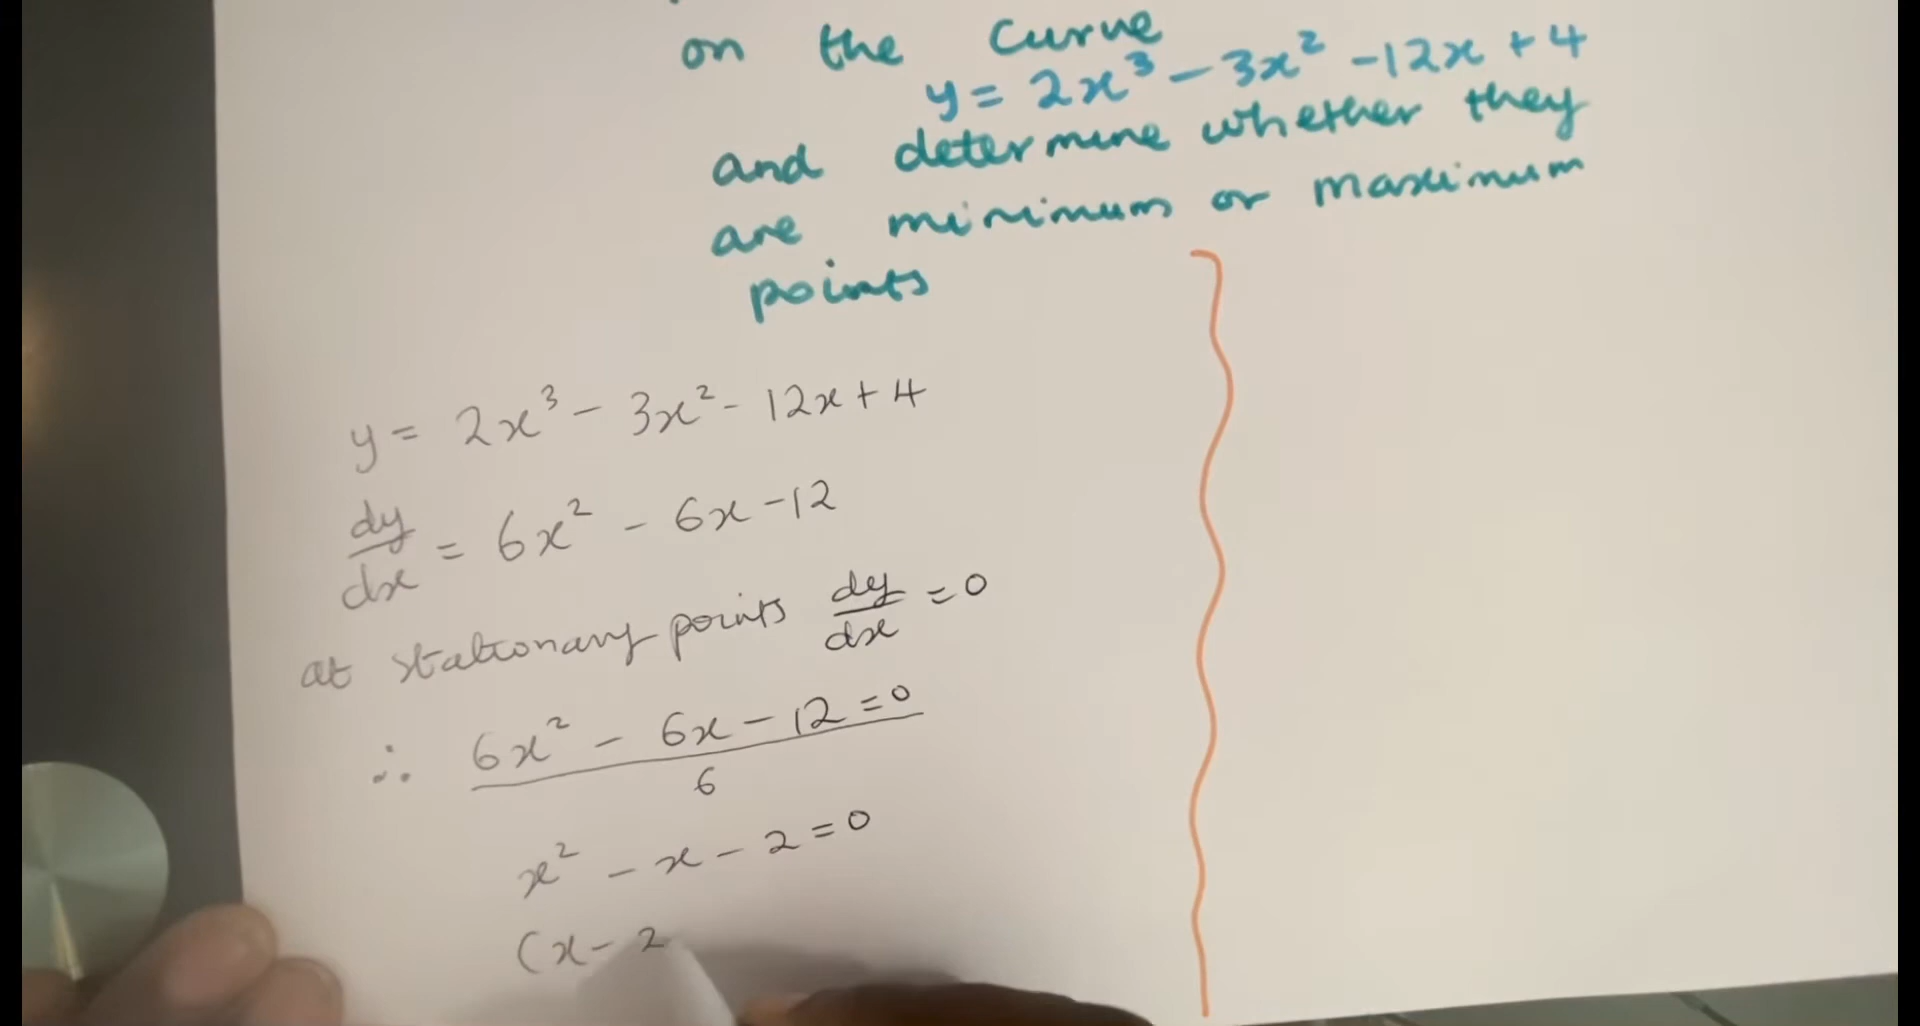 on the curve
y = 2x³ - 3x² - 12x + 4
and determine whether they
are minimum or maximum
points
y = 2x³ - 3x² - 12x + 4
dy/dx = 6x² - 6x - 12
at stationary points dy/dx = 0
∴ 6x² - 6x - 12 = 0
6
x² - x - 2 = 0
(x - 2